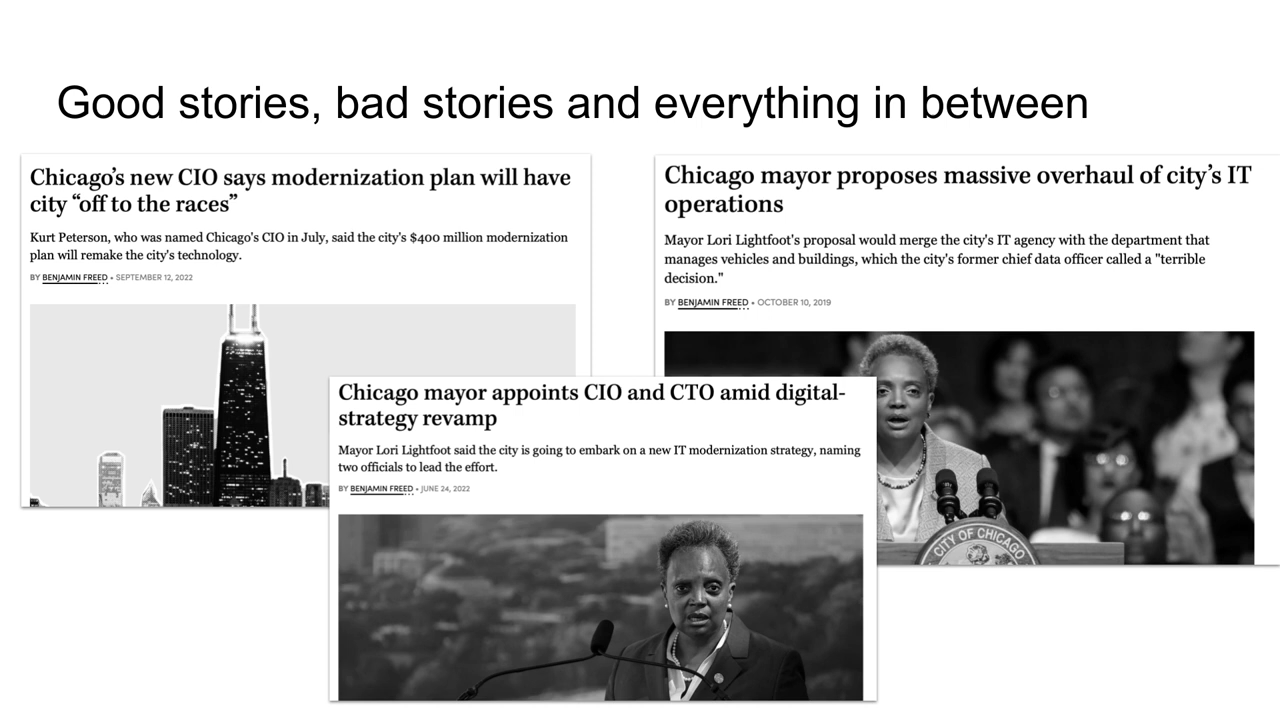 Good stories, bad stories and everything in between
Chicago’s new CIO says modernization plan will have
city “off to the races”
Kurt Peterson, who was named Chicago's CIO in July, said the city's $400 million modernization
plan will remake the city's technology.
BY BENJAMIN FREED • SEPTEMBER 12, 2022
Chicago mayor proposes massive overhaul of city’s IT
operations
Mayor Lori Lightfoot's proposal would merge the city's IT agency with the department that
manages vehicles and buildings, which the city's former chief data officer called a "terrible
decision."
BY BENJAMIN FREED • OCTOBER 10, 2019
CITY OF CHICAGO
Chicago mayor appoints CIO and CTO amid digital-
strategy revamp
Mayor Lori Lightfoot said the city is going to embark on a new IT modernization strategy, naming
two officials to lead the effort.
BY BENJAMIN FREED • JUNE 24, 2022